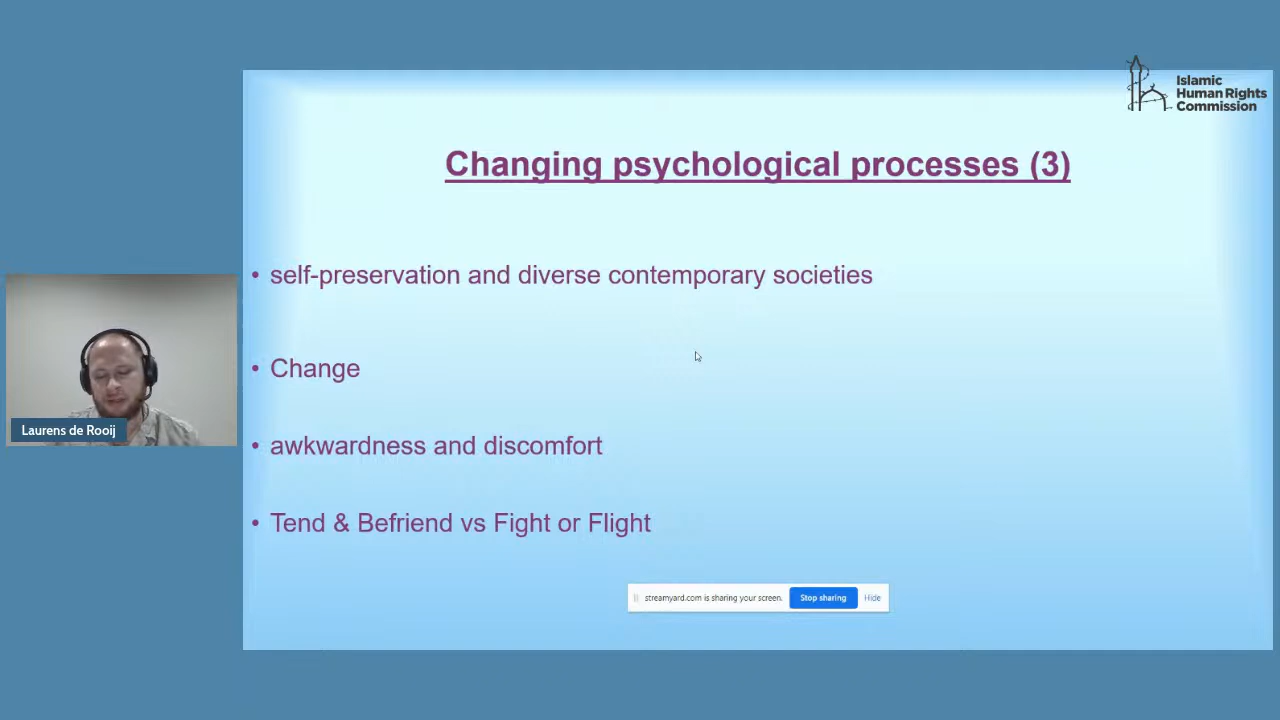 Islamic
Human Rights
Commission
Changing psychological processes (3)
• self-preservation and diverse contemporary societies
• Change
• awkwardness and discomfort
• Tend & Befriend vs Fight or Flight
Laurens de Rooij
streamyard.com is sharing your screen. Stop sharing Hide